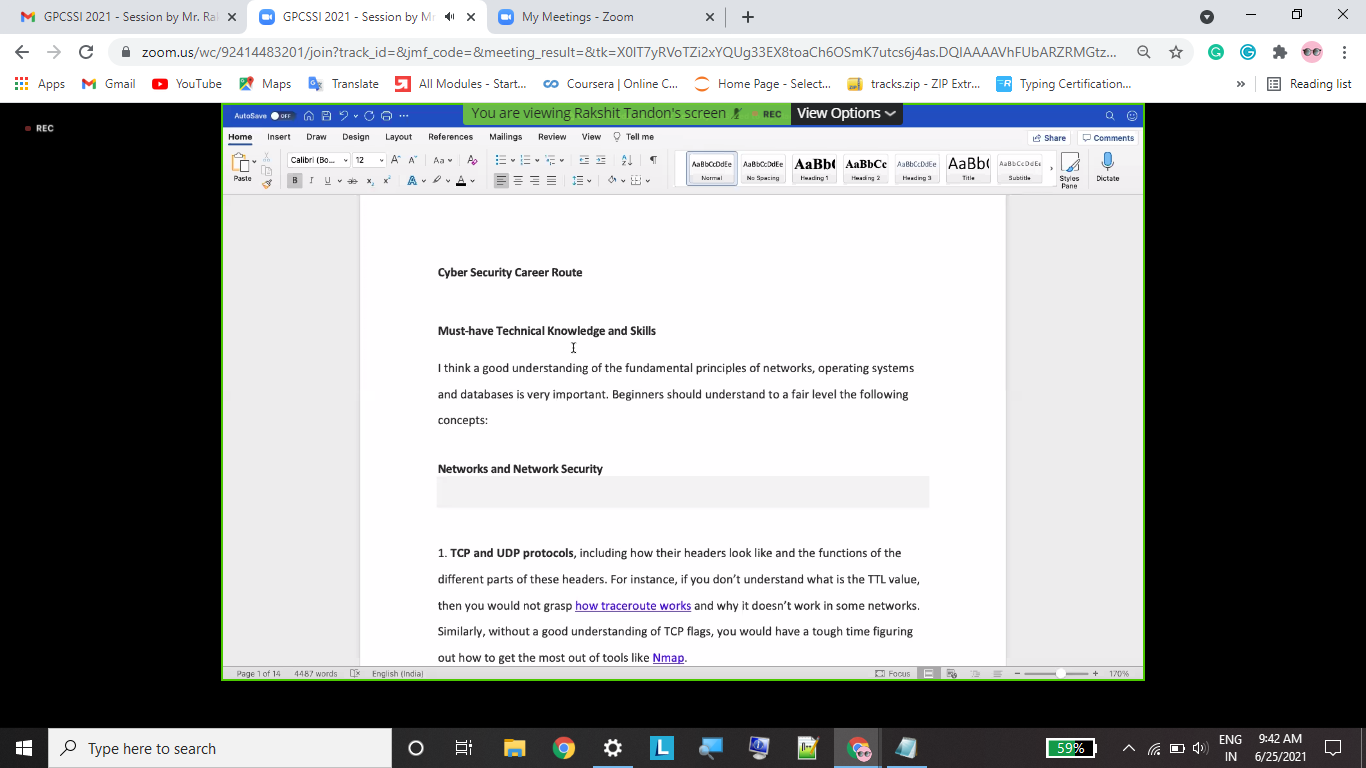 GPCSSI 2021 - Session by Mr. Ra
GPCSSI 2021 - Session by Mr
My Meetings - Zoom
zoom.us/wc/92414483201/join?track_id=&jmf_code=&meeting_result=&tk=X0IT7yRVoTZi2xYQUg33EX8toaCh6OSmK7utcs6j4as.DQIAAAAVhFUbARZRMGtz...
Apps
Gmail
YouTube
Maps
Translate
All Modules - Start...
Coursera | Online C...
Home Page - Select...
tracks.zip - ZIP Extr...
Typing Certification...
»
Reading list
REC
AutoSave OFF
You are viewing Rakshit Tandon's screen
REC
View Options
Home Insert Draw Design Layout References Mailings Review View Tell me
Share
Comments
Paste
Calibri (Bo...
12
AaBbCcDdEe
Normal
AaBbCcDdEe
No Spacing
AaBb(
Heading 1
AaBbCc
Heading 2
AaBbCcDdEe
Heading 3
AaBb(
Title
AaBbCcDdEe
Subtitle
Styles
Pane
Dictate
Cyber Security Career Route
Must-have Technical Knowledge and Skills
I think a good understanding of the fundamental principles of networks, operating systems
and databases is very important. Beginners should understand to a fair level the following
concepts:
Networks and Network Security
1. TCP and UDP protocols, including how their headers look like and the functions of the
different parts of these headers. For instance, if you don't understand what is the TTL value,
then you would not grasp how traceroute works and why it doesn't work in some networks.
Similarly, without a good understanding of TCP flags, you would have a tough time figuring
out how to get the most out of tools like Nmap.
Page 1 of 14 4487 words English (India)
Focus
170%
Type here to search
59%
ENG
IN
9:42 AM
6/25/2021